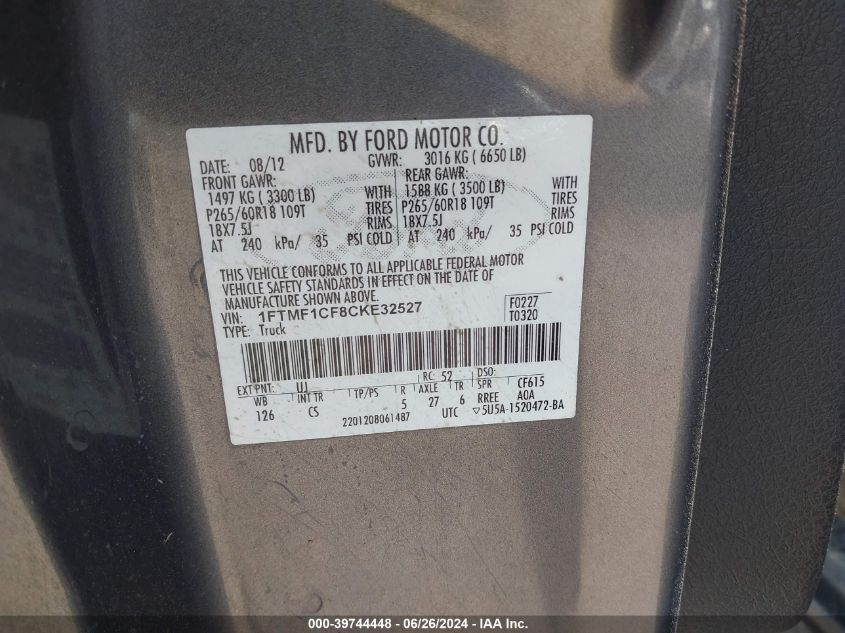 MFD. BY FORD MOTOR CO.
DATE: 08/12 GVWR: 3016 KG ( 6650 LB)
FRONT GAWR: REAR GAWR:
1497 KG ( 3300 LB) WITH 1588 KG ( 3500 LB) WITH
P265/60R18 109T TIRES P265/60R18 109T TIRES
18X7.5J RIMS 18X7.5J RIMS
AT 240 kPa/ 35 PSI COLD AT 240 kPa/ 35 PSI COLD
THIS VEHICLE CONFORMS TO ALL APPLICABLE FEDERAL MOTOR
VEHICLE SAFETY STANDARDS IN EFFECT ON THE DATE OF
MANUFACTURE SHOWN ABOVE.
VIN: 1FTMF1CF8CKE32527 F0227
TYPE: Truck T0320
EXT PNT: UJ RC: 52 DSO:
WB INT TR TP/PS R AXLE TR SPR CF615
126 CS 5 27 6 RREE A0A
2201208061487 UTC ▽5U5A-1520472-BA
000-39744448 - 06/26/2024 - IAA Inc.